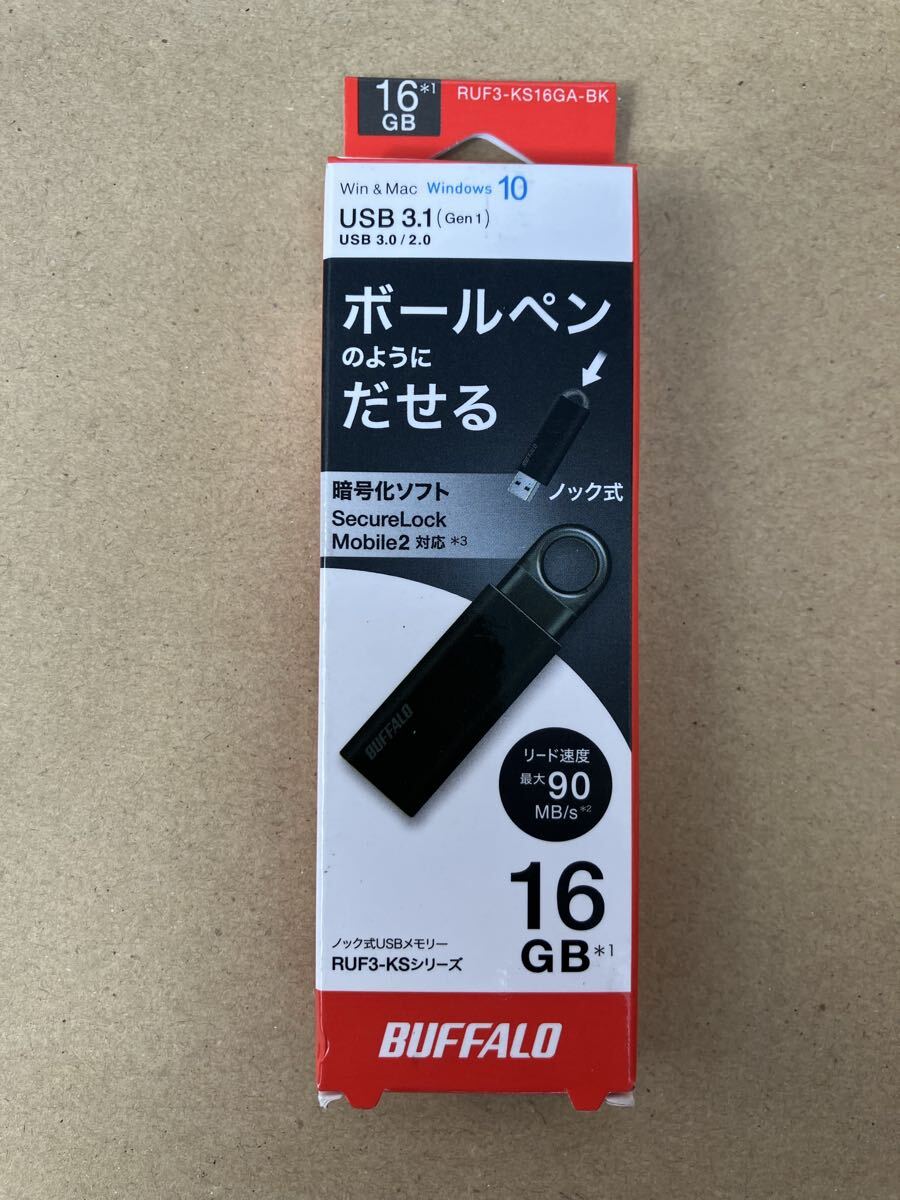 16*1
GB
RUF3-KS16GA-BK
Win & Mac Windows 10
USB 3.1 (Gen1)
USB 3.0/2.0
ボールペン
のように
だせる
BUFFALO
ノック式
暗号化ソフト
SecureLock
Mobile2 対応 *3
BUFFALO
リード速度
最大90
MB/s*2
16
GB*1
ノック式USBメモリー
RUF3-KSシリーズ
BUFFALO